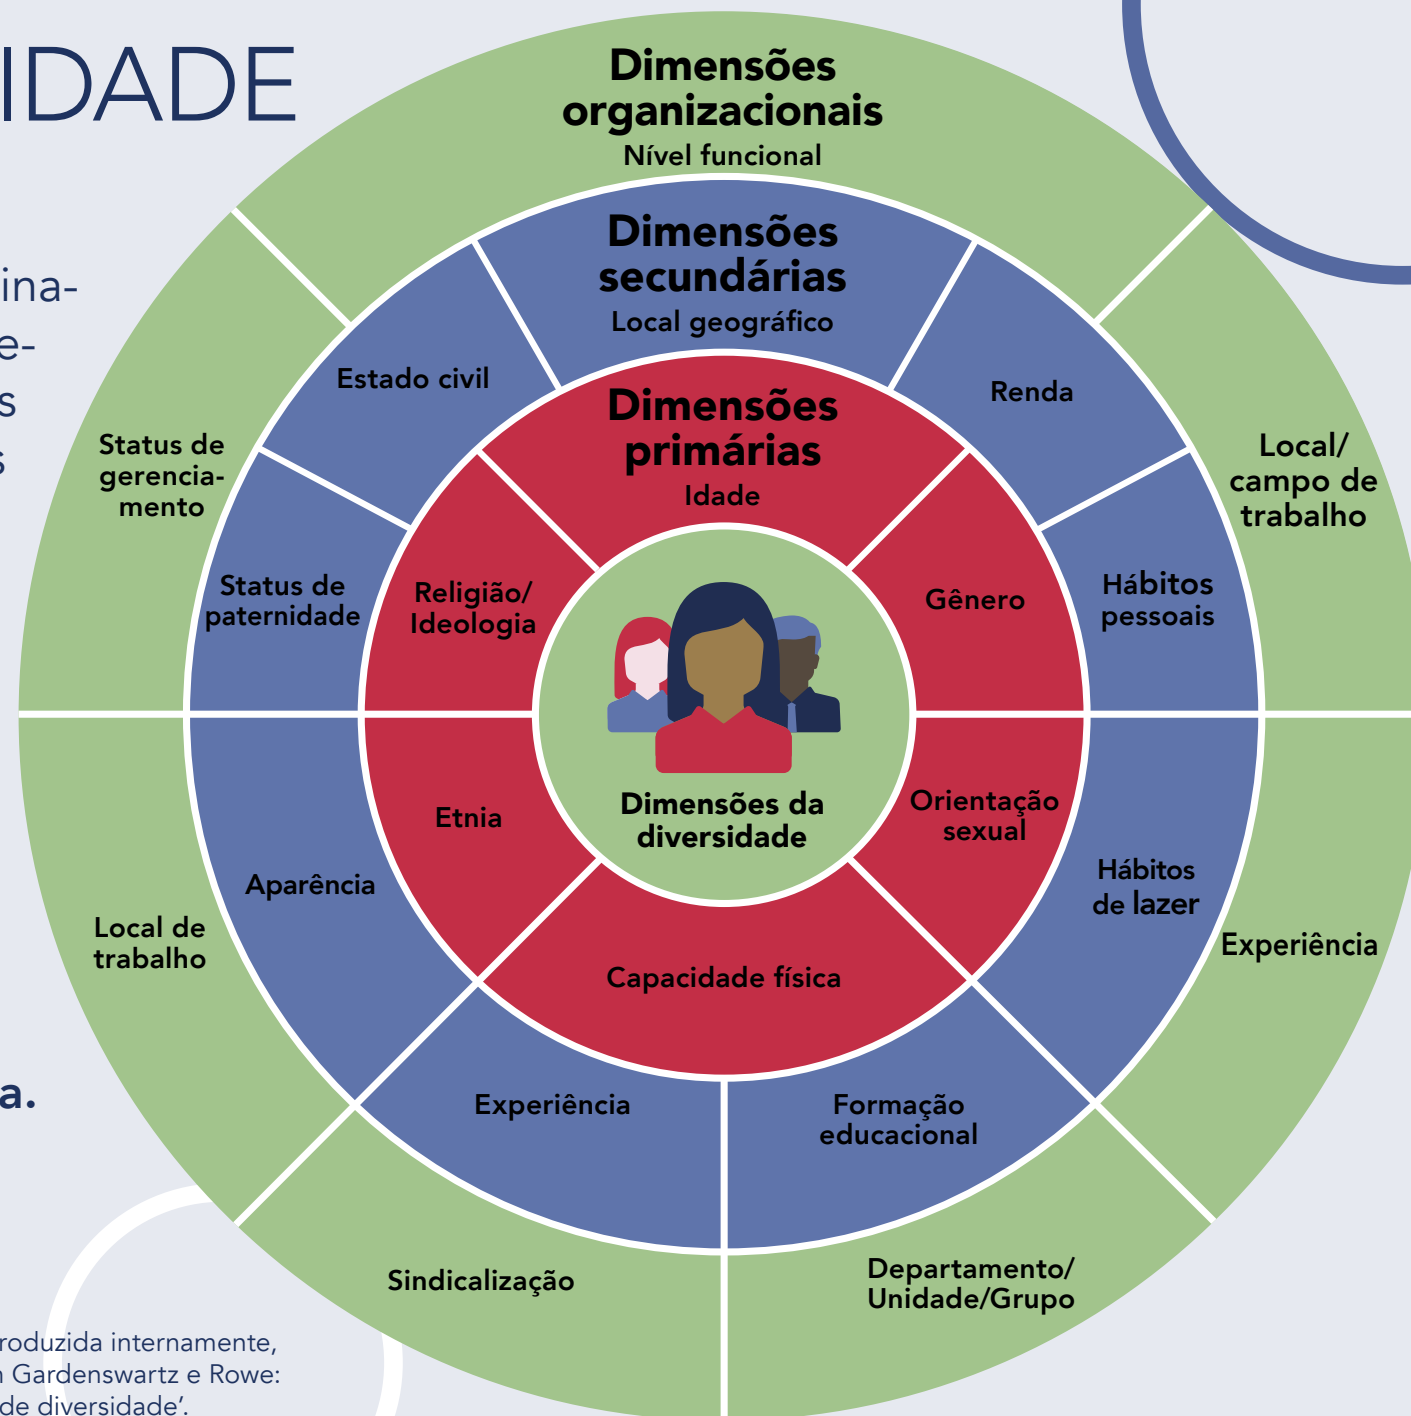 IDADE
ina-
e-
s
s
a.
Dimensões
organizacionais
Nível funcional
Dimensões
secundárias
Local geográfico
Dimensões
primárias
Idade
Estado civil
Renda
Status de
gerencia-
mento
Local/
campo de
trabalho
Status de
paternidade
Religião/
Ideologia
Gênero
Hábitos
pessoais
Dimensões da
diversidade
Etnia
Orientação
sexual
Aparência
Hábitos
de lazer
Local de
trabalho
Experiência
Capacidade física
Experiência
Formação
educacional
Sindicalização
Departamento/
Unidade/Grupo
roduzida internamente,
Gardenswartz e Rowe:
de diversidade’.